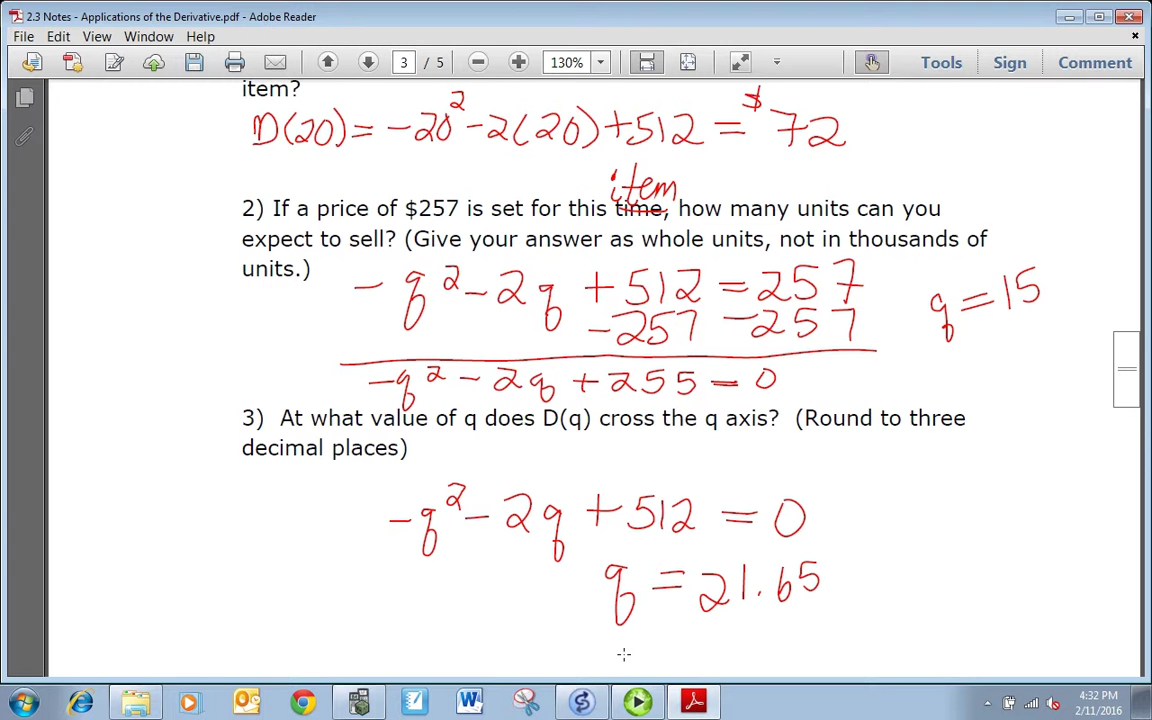 2.3 Notes - Applications of the Derivative.pdf - Adobe Reader
File Edit View Window Help
3 / 5 130% Tools Sign Comment
item?
D(20) = -20² - 2(20) + 512 = $72
item
2) If a price of $257 is set for this time, how many units can you
expect to sell? (Give your answer as whole units, not in thousands of
units.)
-q² - 2q + 512 = 257
q = 15
-257 -257
-q² - 2q + 255 = 0
3) At what value of q does D(q) cross the q axis? (Round to three
decimal places)
-q² - 2q + 512 = 0
q = 21.65
4:32 PM
2/11/2016